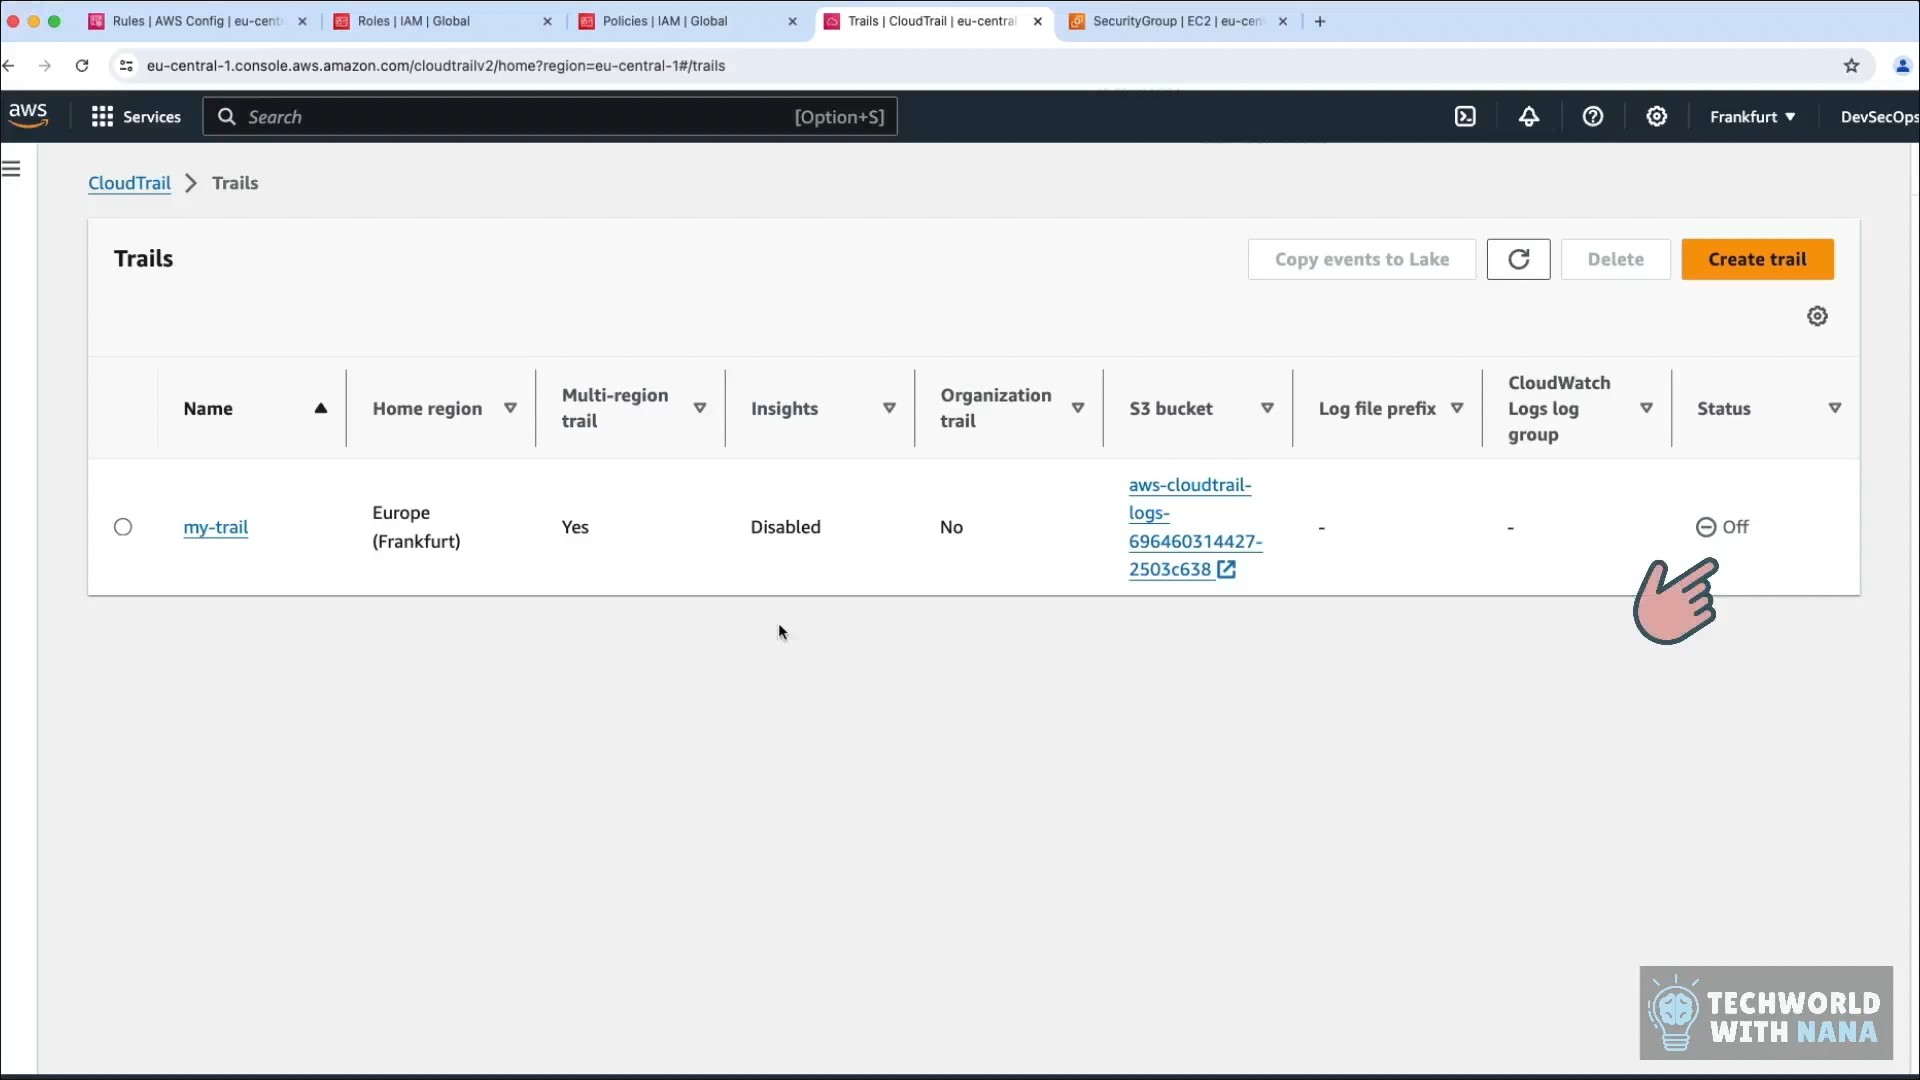 Rules | AWS Config | eu-cent
Roles | IAM | Global
Policies | IAM | Global
Trails | CloudTrail | eu-central
SecurityGroup | EC2 | eu-cen
eu-central-1.console.aws.amazon.com/cloudtrailv2/home?region=eu-central-1#/trails
aws
Services
Search
[Option+S]
Frankfurt
DevSecOps
CloudTrail
Trails
Trails
Copy events to Lake
Delete
Create trail
Name
Home region
Multi-region
trail
Insights
Organization
trail
S3 bucket
Log file prefix
CloudWatch
Logs log
group
Status
my-trail
Europe
(Frankfurt)
Yes
Disabled
No
aws-cloudtrail-
logs-
696460314427-
2503c638
-
-
Off
TECHWORLD
WITH NANA